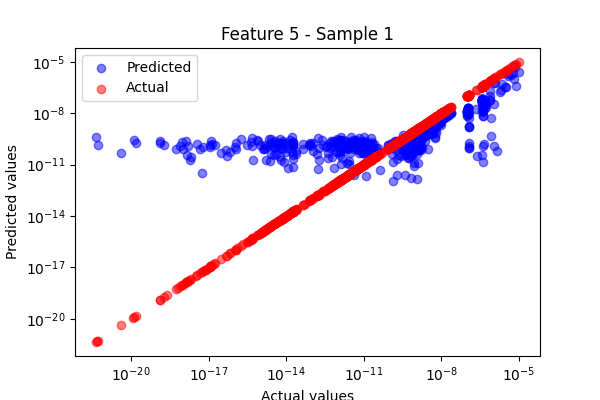 Feature 5 - Sample 1
Predicted
Actual
Predicted values
10⁻⁵
10⁻⁸
10⁻¹¹
10⁻¹⁴
10⁻¹⁷
10⁻²⁰
10⁻²⁰ 10⁻¹⁷ 10⁻¹⁴ 10⁻¹¹ 10⁻⁸ 10⁻⁵
Actual values